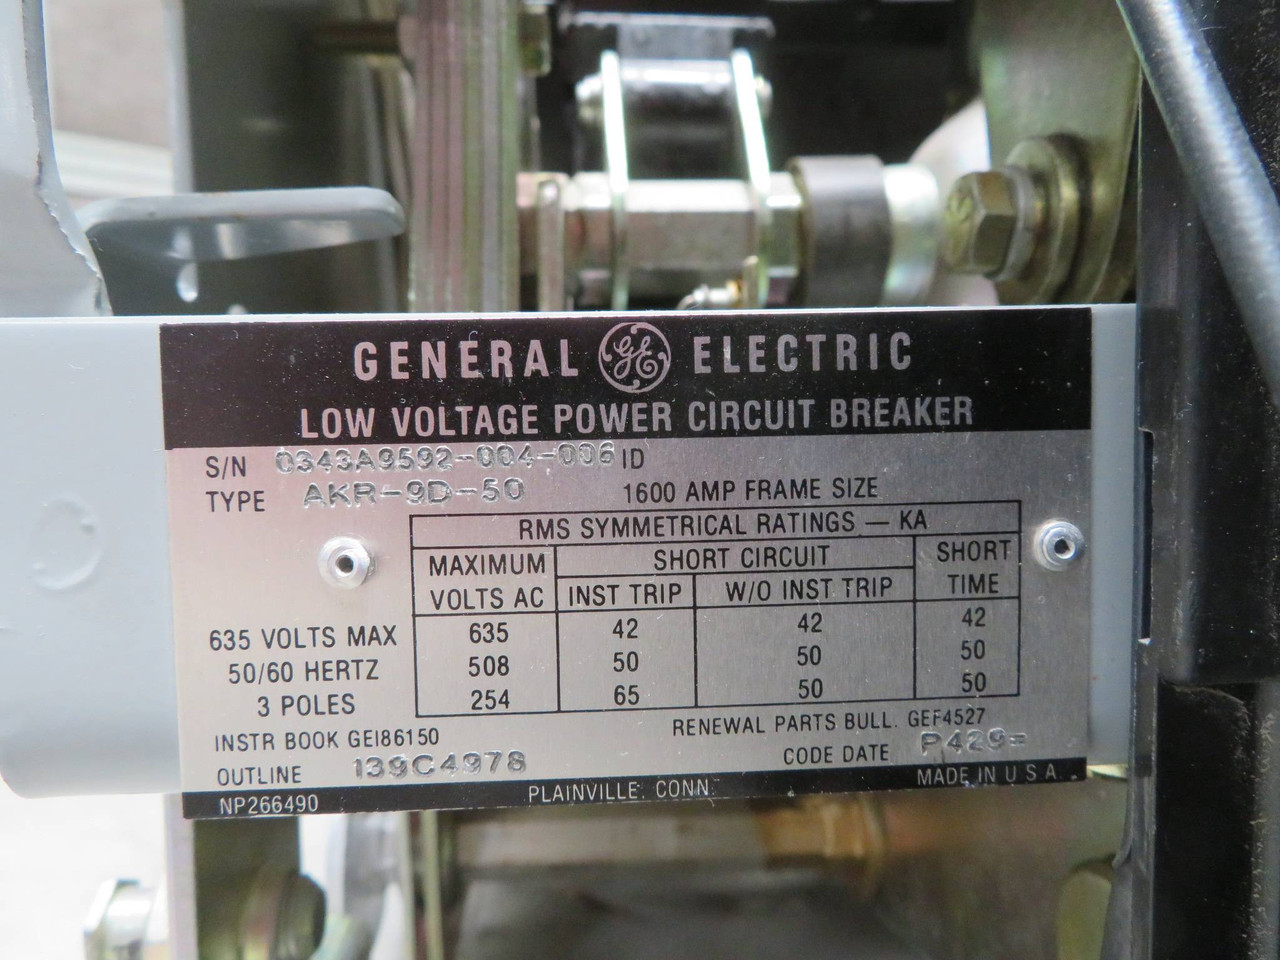 GENERAL GE ELECTRIC
LOW VOLTAGE POWER CIRCUIT BREAKER
S/N 0343A9592-004-006 ID
TYPE AKR-9D-50 1600 AMP FRAME SIZE
RMS SYMMETRICAL RATINGS — KA
MAXIMUM VOLTS AC SHORT CIRCUIT SHORT TIME
INST TRIP W/O INST TRIP
635 VOLTS MAX 635 42 42 42
50/60 HERTZ 508 50 50 50
3 POLES 254 65 50 50
INSTR BOOK GEI86150 RENEWAL PARTS BULL. GEF4527
OUTLINE 139C4978 CODE DATE P429=
NP266490 PLAINVILLE, CONN. MADE IN U S A